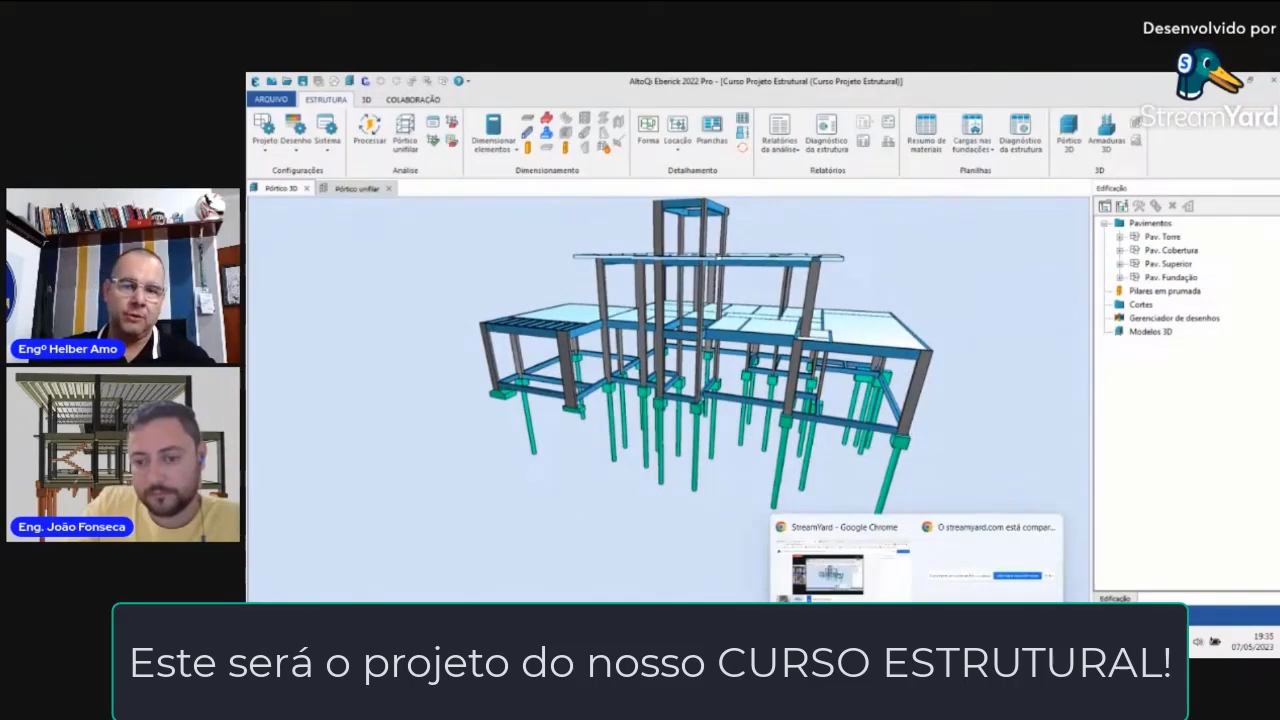 Desenvolvido por
StreamYard
AltoQi Eberick 2022 Pro - [Curso Projeto Estrutural (Curso Projeto Estrutural)]
ARQUIVO ESTRUTURA 3D COLABORAÇÃO
Projeto Desenho Sistema
Configurações
Processar Pórtico unifilar
Análise
Dimensionar elementos
Dimensionamento
Forma Locação Planchas
Detalhamento
Relatórios da análise Diagnóstico da estrutura
Relatórios
Resumo de materiais Cargas nas fundações Diagnóstico da estrutura
Planilhas
Pórtico 3D Armaduras 3D
3D
Pórtico 3D Pórtico unifilar
Edificação
Pavimentos
Pav. Torre
Pav. Cobertura
Pav. Superior
Pav. Fundação
Pilares em prumada
Cortes
Gerenciador de desenhos
Modelos 3D
Engº Helber Amo
Eng. João Fonseca
StreamYard - Google Chrome
O streamyard.com está compar...
Edificação
19:35
07/05/2023
Este será o projeto do nosso CURSO ESTRUTURAL!